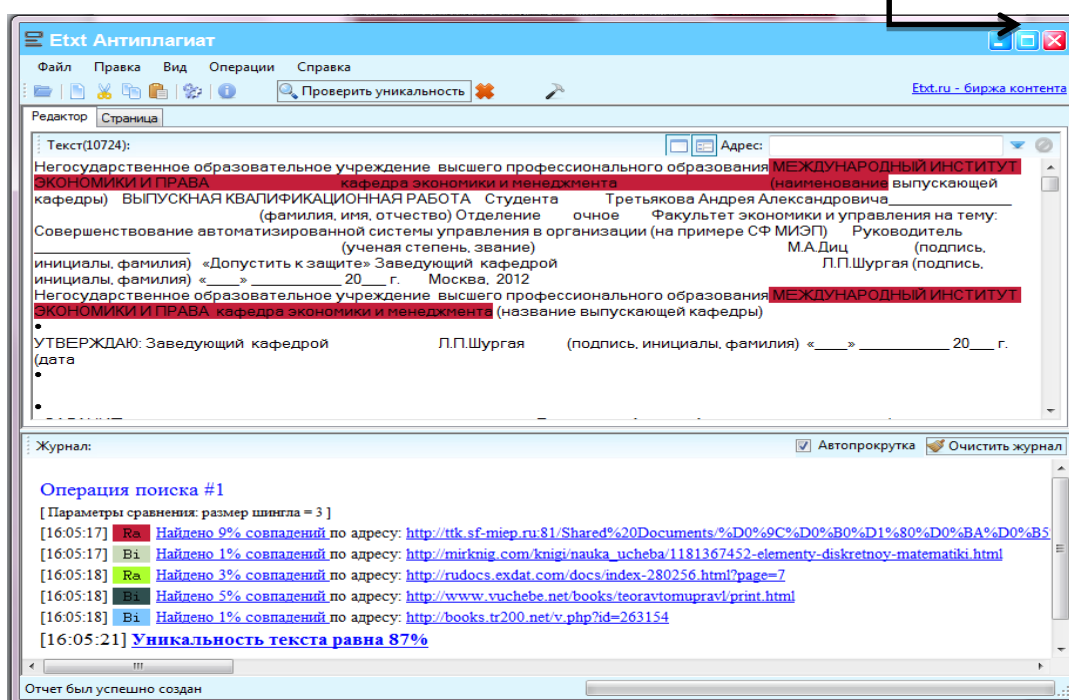 Etxt Антиплагиат
Файл Правка Вид Операции Справка
Проверить уникальность Etxt.ru - биржа контента
Редактор Страница
Текст(10724): Адрес:
Негосударственное образовательное учреждение высшего профессионального образования МЕЖДУНАРОДНЫЙ ИНСТИТУТ
ЭКОНОМИКИ И ПРАВА кафедра экономики и менеджмента (наименование выпускающей
кафедры) ВЫПУСКНАЯ КВАЛИФИКАЦИОННАЯ РАБОТА Студента Третьякова Андрея Александровича________________
(фамилия, имя, отчество) Отделение очное Факультет экономики и управления на тему:
Совершенствование автоматизированной системы управления в организации (на примере СФ МИЭП) Руководитель
____________________ (ученая степень, звание) М.А.Диц (подпись,
инициалы, фамилия) «Допустить к защите» Заведующий кафедрой Л.П.Шургая (подпись,
инициалы, фамилия) «____» ____________ 20___ г. Москва, 2012
Негосударственное образовательное учреждение высшего профессионального образования МЕЖДУНАРОДНЫЙ ИНСТИТУТ
ЭКОНОМИКИ И ПРАВА кафедра экономики и менеджмента (название выпускающей кафедры)
•
УТВЕРЖДАЮ: Заведующий кафедрой Л.П.Шургая (подпись, инициалы, фамилия) «____» ____________ 20___ г.
(дата
•
•
Журнал: Автопрокрутка Очистить журнал
Операция поиска #1
[ Параметры сравнения: размер шингла = 3 ]
[16:05:17] Ra Найдено 9% совпадений по адресу: http://ttk.sf-miep.ru:81/Shared%20Documents/%D0%9C%D0%B0%D1%80%D0%BA%D0%B5
[16:05:17] Bi Найдено 1% совпадений по адресу: http://mirknig.com/knigi/nauka_ucheba/1181367452-elementy-diskretnoy-matematiki.html
[16:05:18] Ra Найдено 3% совпадений по адресу: http://rudocs.exdat.com/docs/index-280256.html?page=7
[16:05:18] Bi Найдено 5% совпадений по адресу: http://www.vuchebe.net/books/teoravtomupravl/print.html
[16:05:18] Bi Найдено 1% совпадений по адресу: http://books.tr200.net/v.php?id=263154
[16:05:21] Уникальность текста равна 87%
Отчет был успешно создан